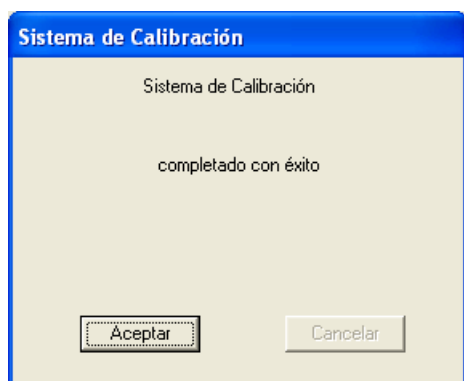 Sistema de Calibración
Sistema de Calibración
completado con éxito
Aceptar
Cancelar